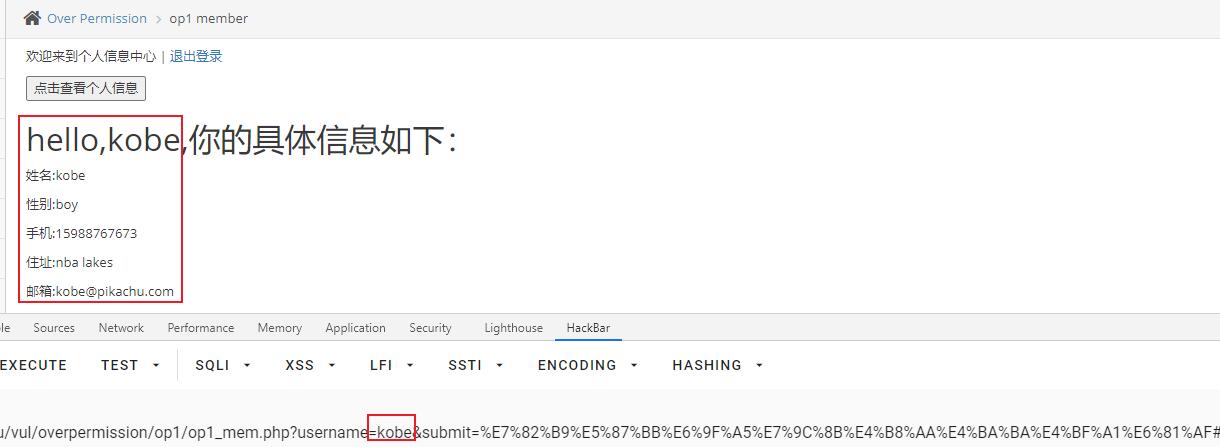 Over Permission > op1 member
欢迎来到个人信息中心 | 退出登录
点击查看个人信息
hello,kobe,你的具体信息如下：
姓名:kobe
性别:boy
手机:15988767673
住址:nba lakes
邮箱:kobe@pikachu.com
le Sources Network Performance Memory Application Security Lighthouse HackBar
EXECUTE TEST SQLI XSS LFI SSTI ENCODING HASHING
u/vul/overpermission/op1/op1_mem.php?username=kobe&submit=%E7%82%B9%E5%87%BB%E6%9F%A5%E7%9C%8B%E4%B8%AA%E4%BA%BA%E4%BF%A1%E6%81%AF#